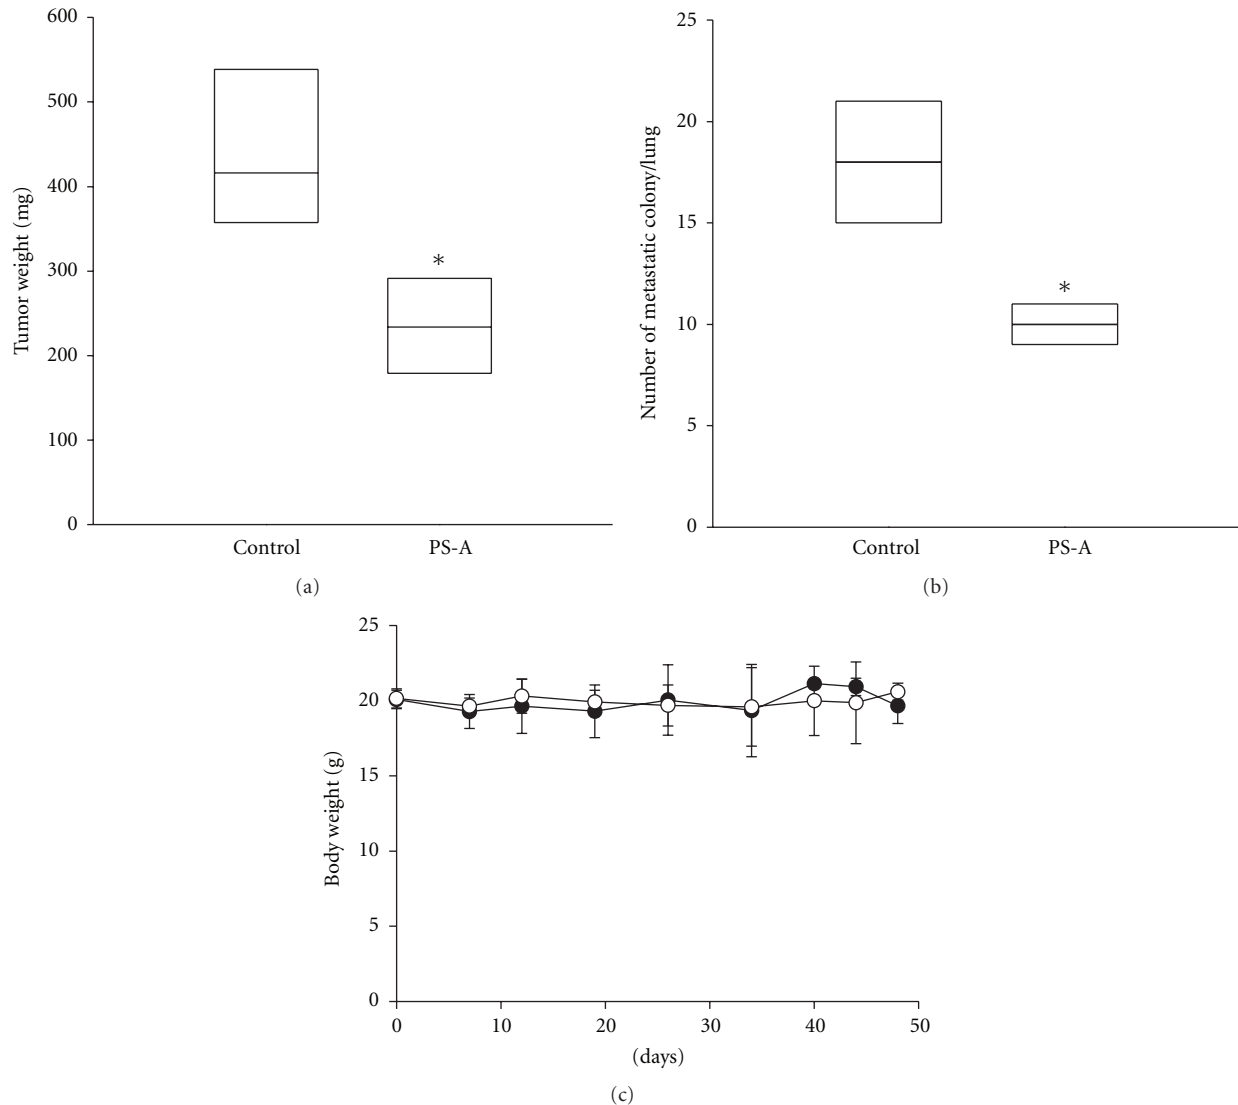 600
500
400
300
200
100
0
Tumor weight (mg)
*
Control PS-A
(a)
25
20
15
10
5
0
Number of metastatic colony/lung
*
Control PS-A
(b)
25
20
15
10
5
0
Body weight (g)
0 10 20 30 40 50
(days)
(c)